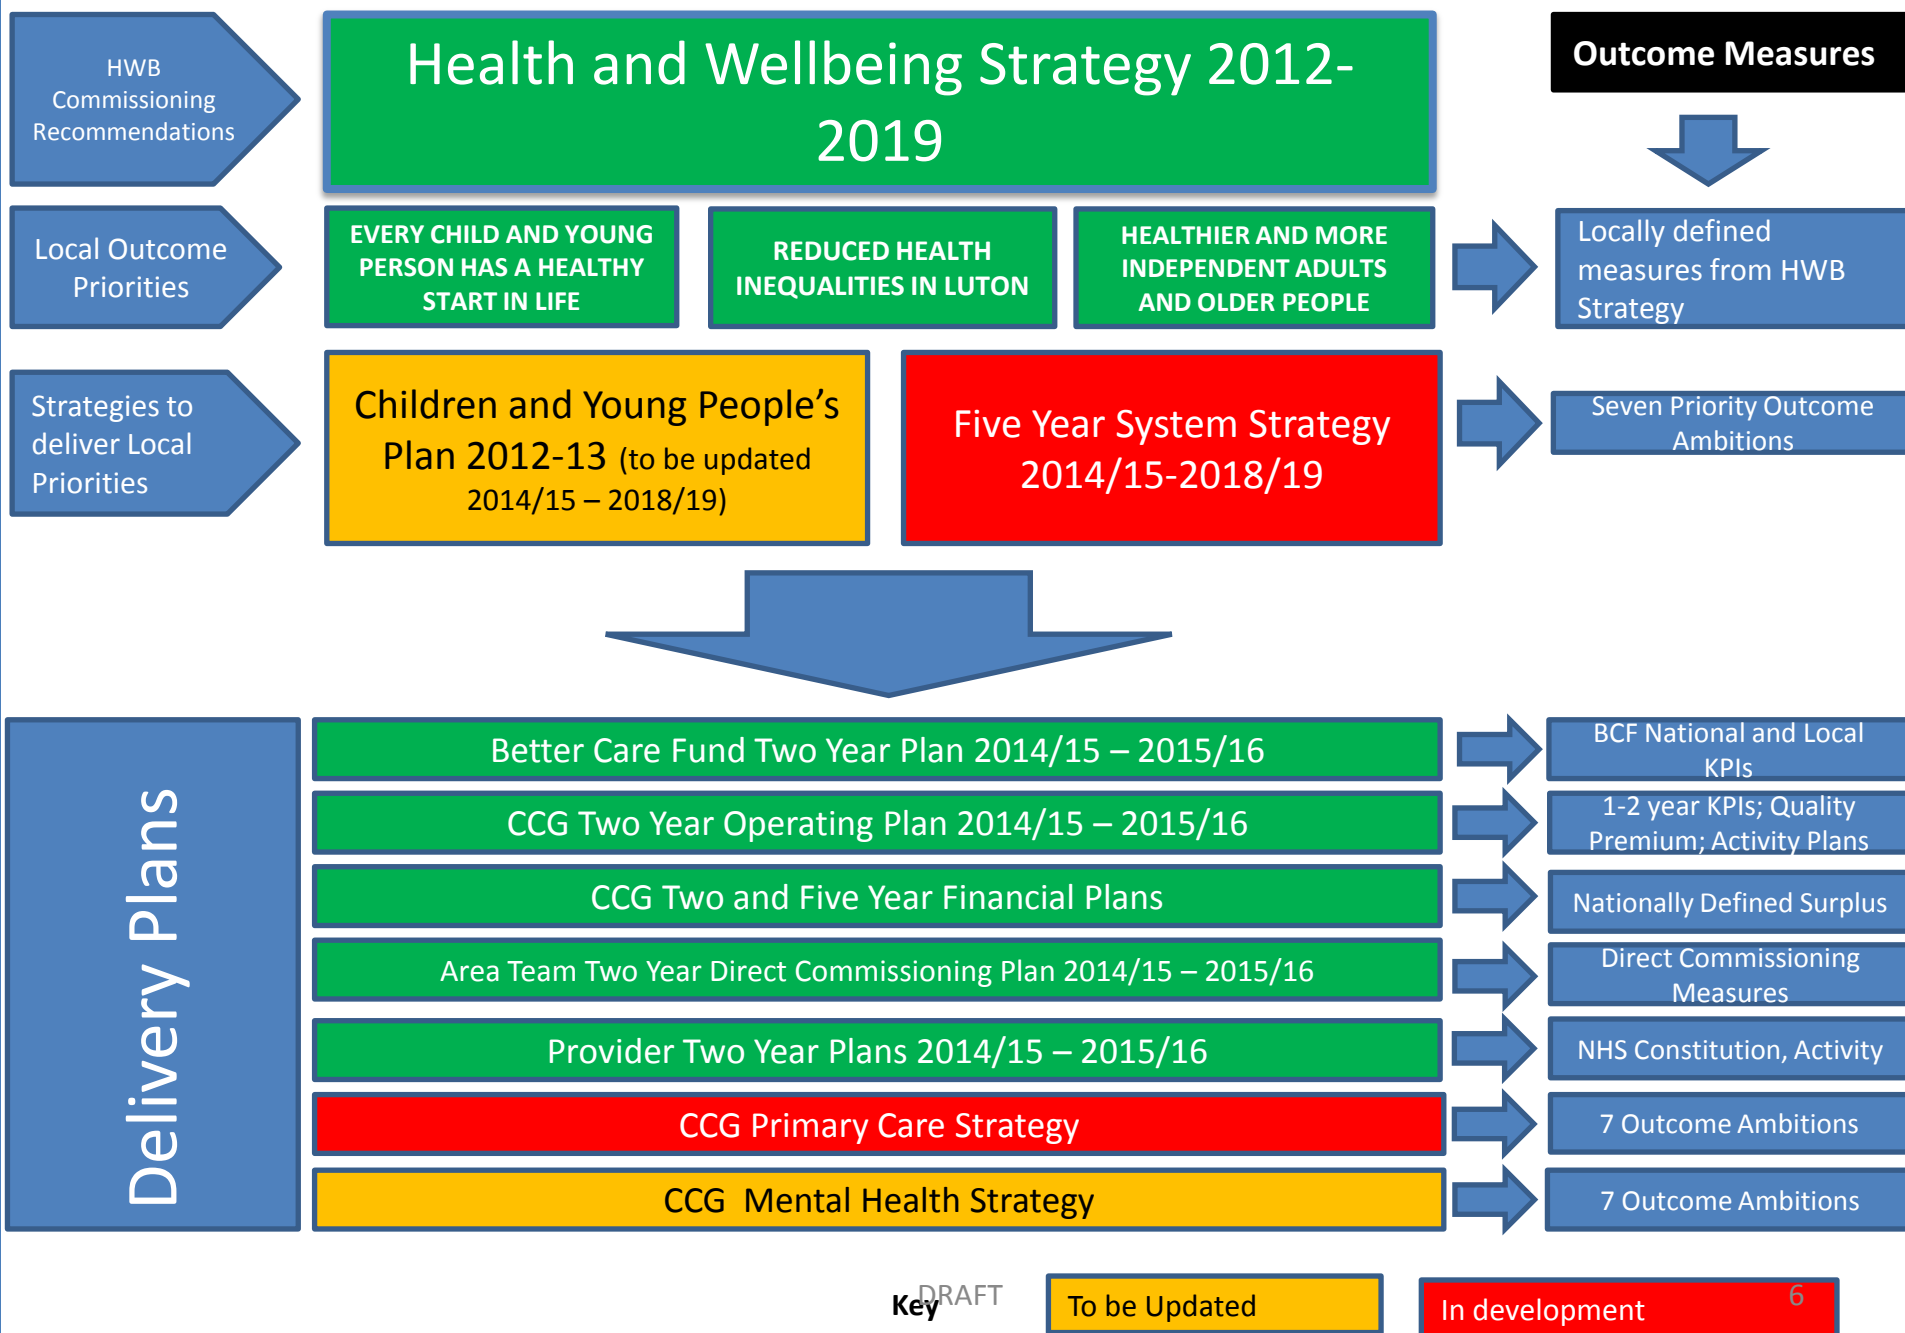 HWB
Commissioning
Recommendations
Health and Wellbeing Strategy 2012-
2019
Outcome Measures
Local Outcome
Priorities
EVERY CHILD AND YOUNG
PERSON HAS A HEALTHY
START IN LIFE
REDUCED HEALTH
INEQUALITIES IN LUTON
HEALTHIER AND MORE
INDEPENDENT ADULTS
AND OLDER PEOPLE
Locally defined
measures from HWB
Strategy
Strategies to
deliver Local
Priorities
Children and Young People’s
Plan 2012-13 (to be updated
2014/15 – 2018/19)
Five Year System Strategy
2014/15-2018/19
Seven Priority Outcome
Ambitions
Delivery Plans
Better Care Fund Two Year Plan 2014/15 – 2015/16
BCF National and Local
KPIs
CCG Two Year Operating Plan 2014/15 – 2015/16
1-2 year KPIs; Quality
Premium; Activity Plans
CCG Two and Five Year Financial Plans
Nationally Defined Surplus
Area Team Two Year Direct Commissioning Plan 2014/15 – 2015/16
Direct Commissioning
Measures
Provider Two Year Plans 2014/15 – 2015/16
NHS Constitution, Activity
CCG Primary Care Strategy
7 Outcome Ambitions
CCG  Mental Health Strategy
7 Outcome Ambitions
Key
DRAFT
To be Updated
In development
6